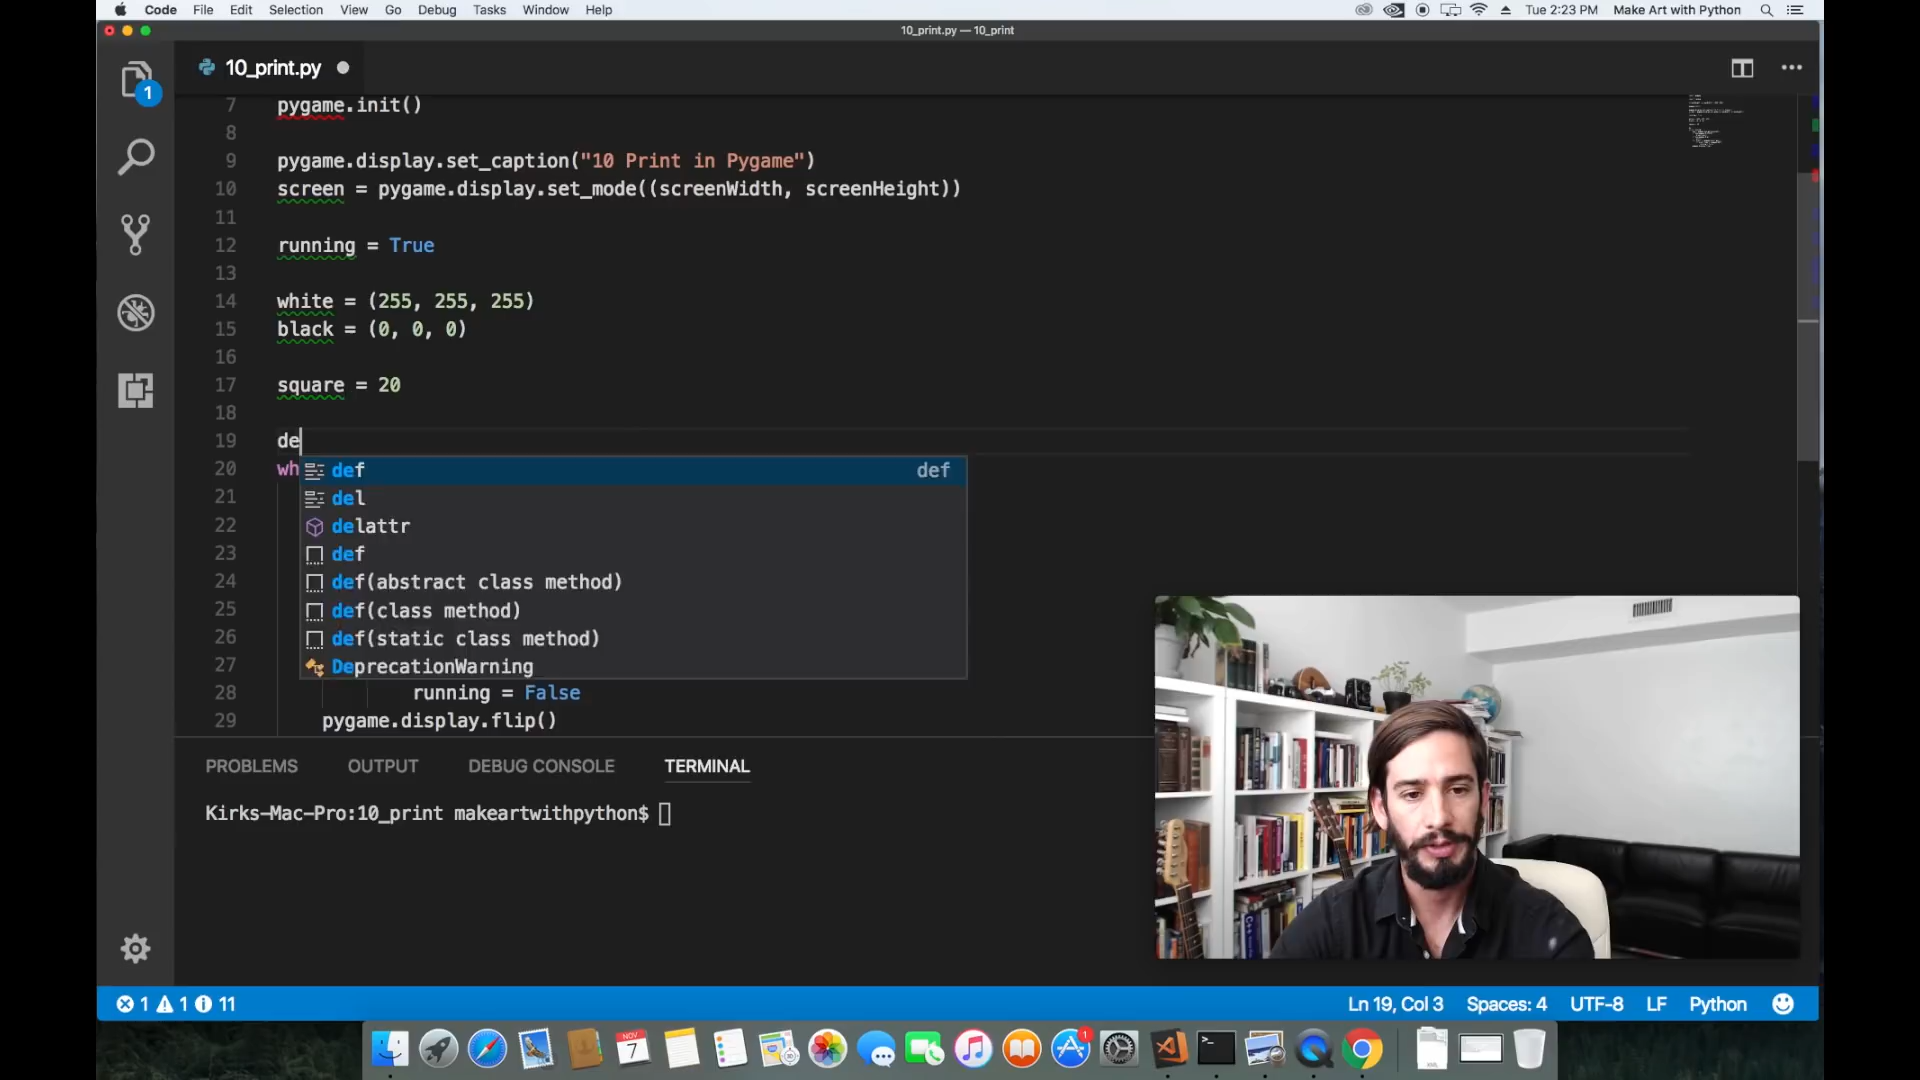 Code File Edit Selection View Go Debug Tasks Window Help Tue 2:23 PM Make Art with Python
10_print.py — 10_print
10_print.py
1
7 pygame.init()
8
9 pygame.display.set_caption("10 Print in Pygame")
10 screen = pygame.display.set_mode((screenWidth, screenHeight))
11
12 running = True
13
14 white = (255, 255, 255)
15 black = (0, 0, 0)
16
17 square = 20
18
19 de
20 wh def def
21 del
22 delattr
23 def
24 def(abstract class method)
25 def(class method)
26 def(static class method)
27 DeprecationWarning
28 running = False
29 pygame.display.flip()
PROBLEMS OUTPUT DEBUG CONSOLE TERMINAL
Kirks-Mac-Pro:10_print makeartwithpython$
1 1 11 Ln 19, Col 3 Spaces: 4 UTF-8 LF Python
NOV
7
1